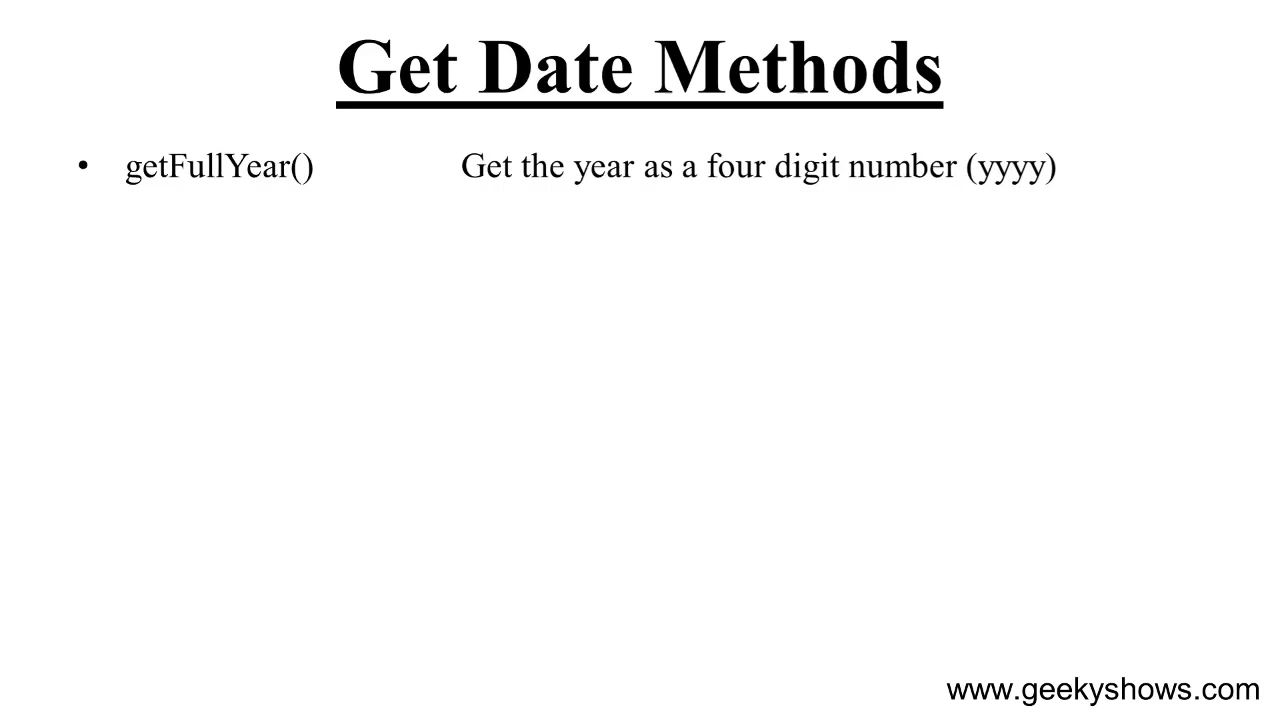 Get Date Methods
• getFullYear() Get the year as a four digit number (yyyy)
www.geekyshows.com